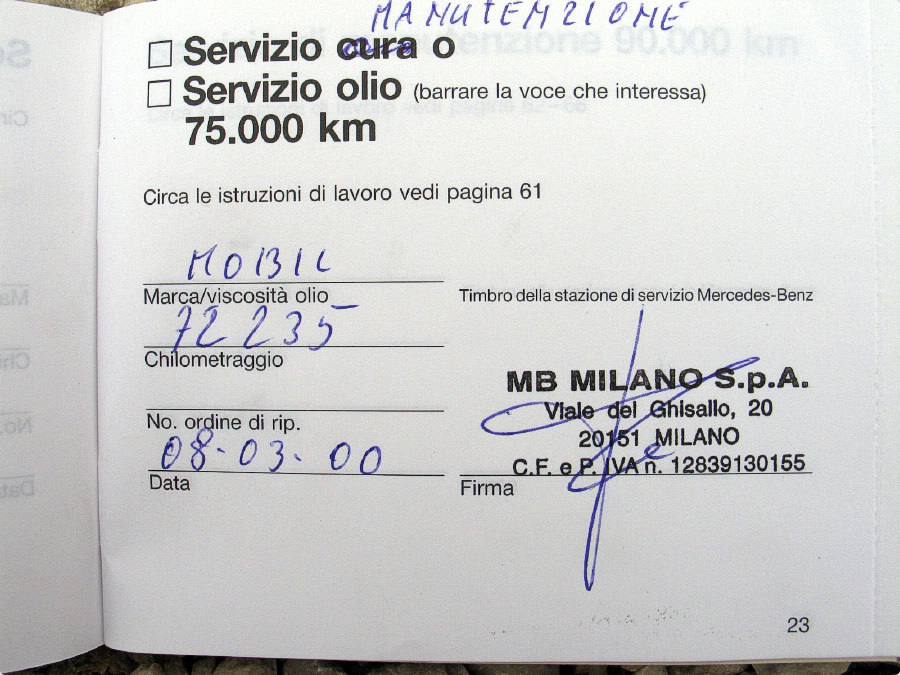 MANUTENZIONE
Servizio cura o
Servizio olio (barrare la voce che interessa)
75.000 km
Circa le istruzioni di lavoro vedi pagina 61
MOBIL
Marca/viscosità olio
Timbro della stazione di servizio Mercedes-Benz
72235
Chilometraggio
MB MILANO S.p.A.
Viale del Ghisallo, 20
20151 MILANO
C.F. e P. IVA n. 12839130155
No. ordine di rip.
08-03-00
Data
Firma
23